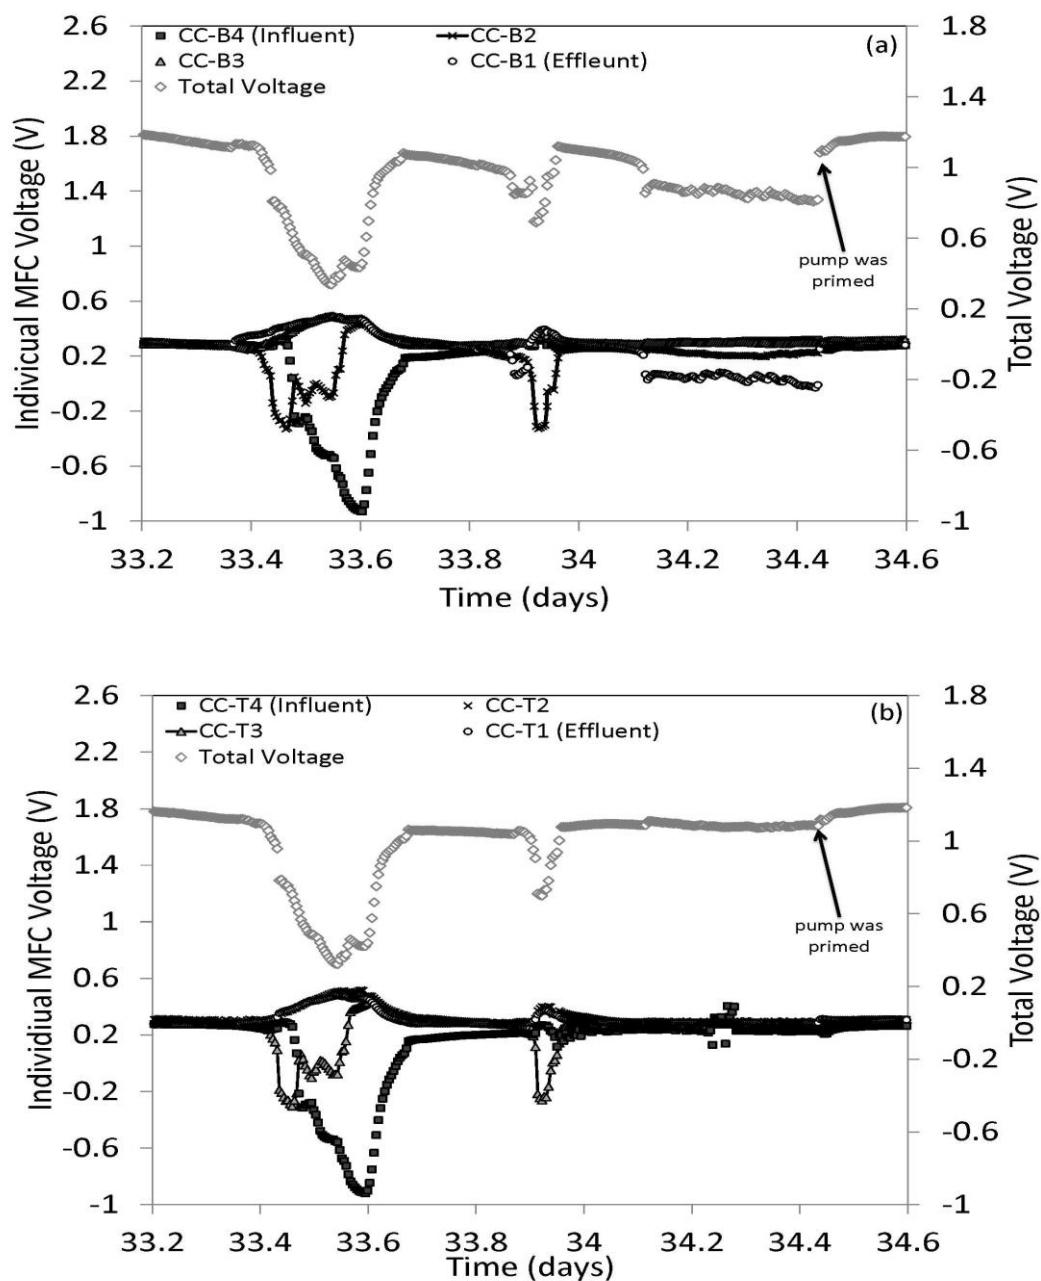 2.6
2.2
1.8
1.4
1
0.6
0.2
-0.2
-0.6
-1
Indivicual MFC Voltage (V)
CC-B4 (Influent) CC-B2
CC-B3 CC-B1 (Effleunt)
Total Voltage
(a)
pump was
primed
1.8
1.4
1
0.6
0.2
-0.2
-0.6
-1
Total Voltage (V)
33.2 33.4 33.6 33.8 34 34.2 34.4 34.6
Time (days)
2.6
2.2
1.8
1.4
1
0.6
0.2
-0.2
-0.6
-1
Individiual MFC Voltage (V)
CC-T4 (Influent) CC-T2
CC-T3 CC-T1 (Effluent)
Total Voltage
(b)
pump was
primed
1.8
1.4
1
0.6
0.2
-0.2
-0.6
-1
Total Voltage (V)
33.2 33.4 33.6 33.8 34 34.2 34.4 34.6
Time (days)